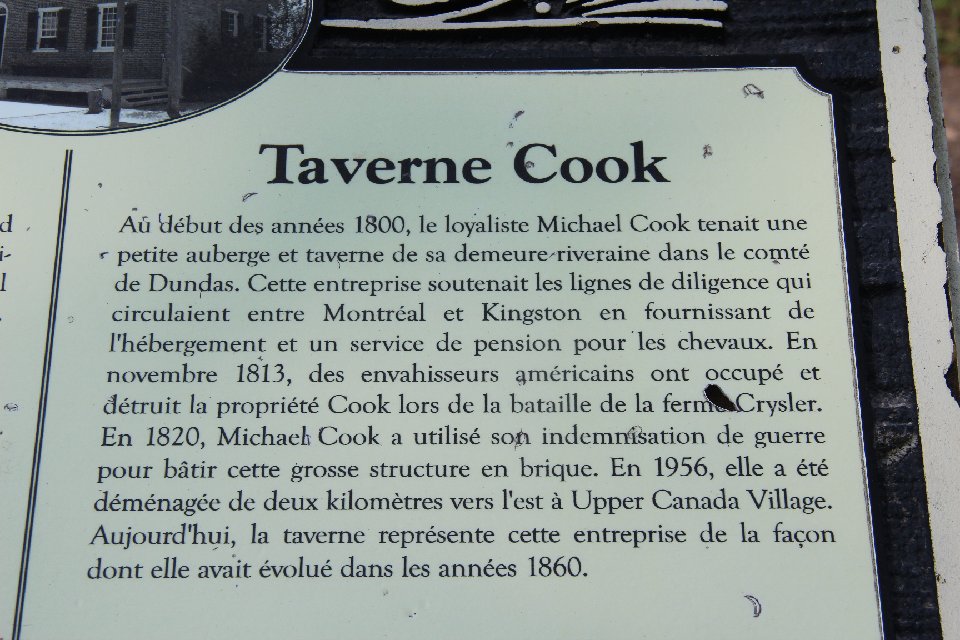 Taverne Cook
Au début des années 1800, le loyaliste Michael Cook tenait une
petite auberge et taverne de sa demeure riveraine dans le comté
de Dundas. Cette entreprise soutenait les lignes de diligence qui
circulaient entre Montréal et Kingston en fournissant de
l'hébergement et un service de pension pour les chevaux. En
novembre 1813, des envahisseurs américains ont occupé et
détruit la propriété Cook lors de la bataille de la ferme Crysler.
En 1820, Michael Cook a utilisé son indemnisation de guerre
pour bâtir cette grosse structure en brique. En 1956, elle a été
déménagée de deux kilomètres vers l'est à Upper Canada Village.
Aujourd'hui, la taverne représente cette entreprise de la façon
dont elle avait évolué dans les années 1860.